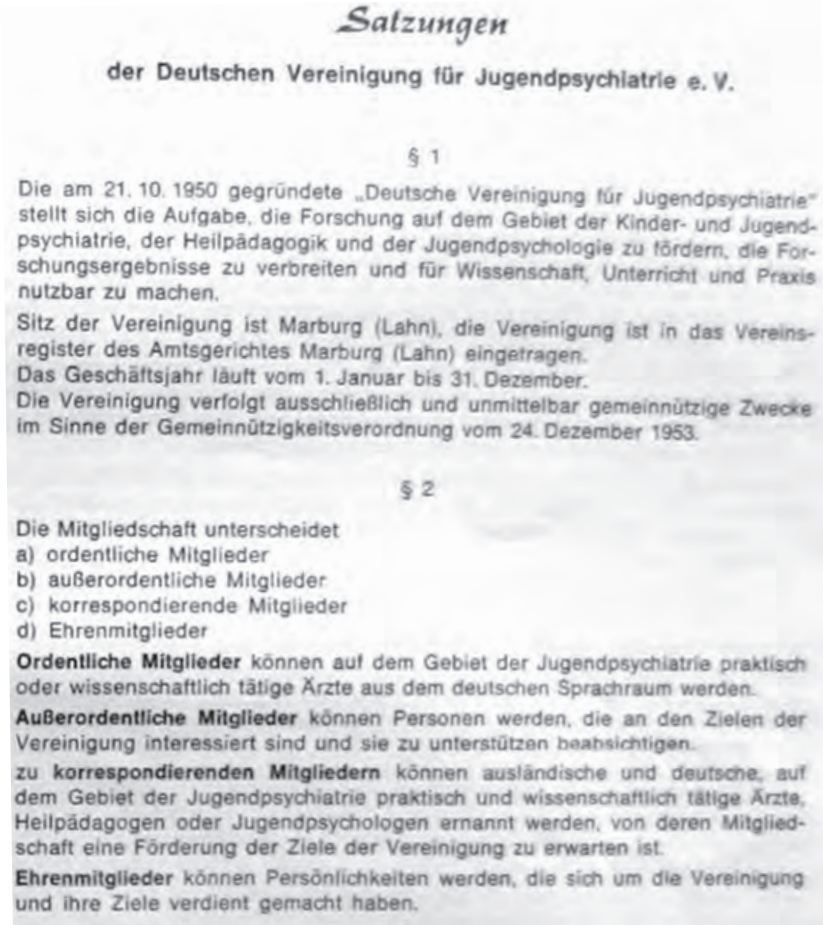 Satzungen
der Deutschen Vereinigung für Jugendpsychiatrie e. V.
§ 1
Die am 21. 10. 1950 gegründete „Deutsche Vereinigung für Jugendpsychiatrie“
stellt sich die Aufgabe, die Forschung auf dem Gebiet der Kinder- und Jugend-
psychiatrie, der Heilpädagogik und der Jugendpsychologie zu fördern, die For-
schungsergebnisse zu verbreiten und für Wissenschaft, Unterricht und Praxis
nutzbar zu machen.
Sitz der Vereinigung ist Marburg (Lahn), die Vereinigung ist in das Vereins-
register des Amtsgerichtes Marburg (Lahn) eingetragen.
Das Geschäftsjahr läuft vom 1. Januar bis 31. Dezember.
Die Vereinigung verfolgt ausschließlich und unmittelbar gemeinnützige Zwecke
im Sinne der Gemeinnützigkeitsverordnung vom 24. Dezember 1953.
§ 2
Die Mitgliedschaft unterscheidet
a) ordentliche Mitglieder
b) außerordentliche Mitglieder
c) korrespondierende Mitglieder
d) Ehrenmitglieder
Ordentliche Mitglieder können auf dem Gebiet der Jugendpsychiatrie praktisch
oder wissenschaftlich tätige Ärzte aus dem deutschen Sprachraum werden.
Außerordentliche Mitglieder können Personen werden, die an den Zielen der
Vereinigung interessiert sind und sie zu unterstützen beabsichtigen.
zu korrespondierenden Mitgliedern können ausländische und deutsche, auf
dem Gebiet der Jugendpsychiatrie praktisch und wissenschaftlich tätige Ärzte,
Heilpädagogen oder Jugendpsychologen ernannt werden, von deren Mitglied-
schaft eine Förderung der Ziele der Vereinigung zu erwarten ist.
Ehrenmitglieder können Persönlichkeiten werden, die sich um die Vereinigung
und ihre Ziele verdient gemacht haben.